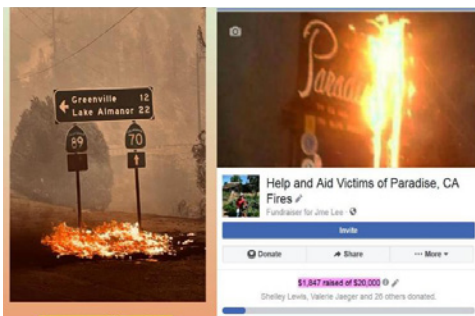 Greenville 12
Lake Almanor 22
89
70
Paradise
Help and Aid Victims of Paradise, CA
Fires
Fundraiser for Jme Lee
Invite
Donate
Share
More
$1,847 raised of $20,000
Shelley Lewis, Valerie Jaeger and 26 others donated.